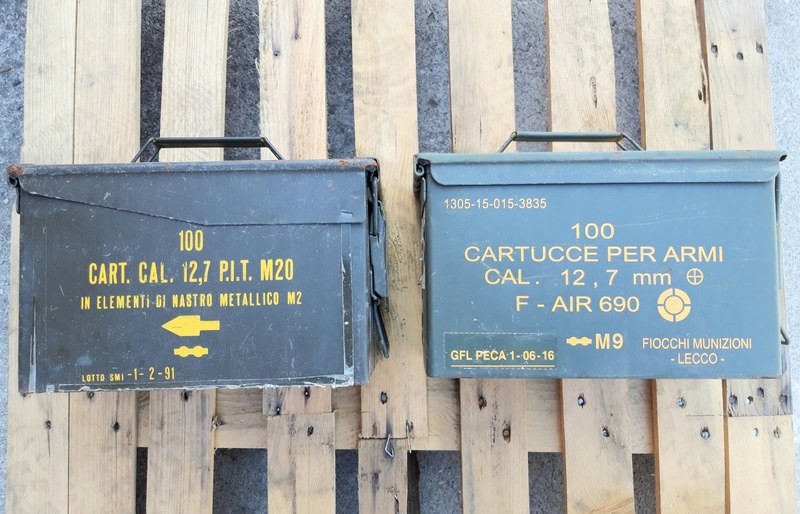 100
CART. CAL. 12,7 P.I.T. M20
IN ELEMENTI DI NASTRO METALLICO M2
LOTTO SMI -1- 2-91
1305-15-015-3835
100
CARTUCCE PER ARMI
CAL. 12,7 mm
F - AIR 690
M9
GFL PECA 1-06-16
FIOCCHI MUNIZIONI
- LECCO -